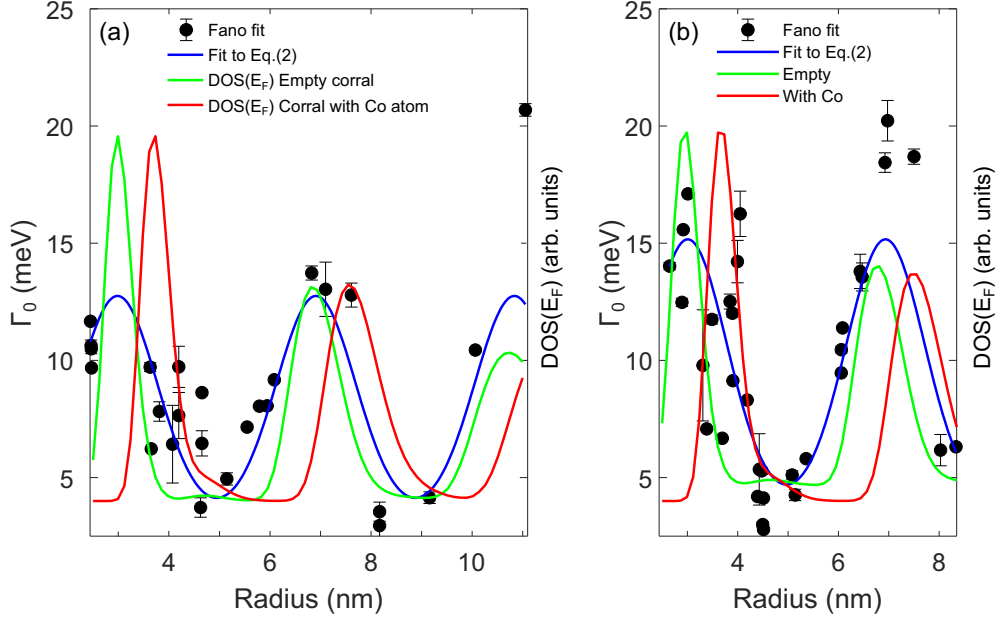 (a)
Fano fit
Fit to Eq.(2)
DOS(E_F) Empty corral
DOS(E_F) Corral with Co atom
25
20
15
10
5
Γ₀ (meV)
DOS(E_F) (arb. units)
4
6
8
10
Radius (nm)
(b)
Fano fit
Fit to Eq.(2)
Empty
With Co
25
20
15
10
5
Γ₀ (meV)
DOS(E_F) (arb. units)
4
6
8
Radius (nm)